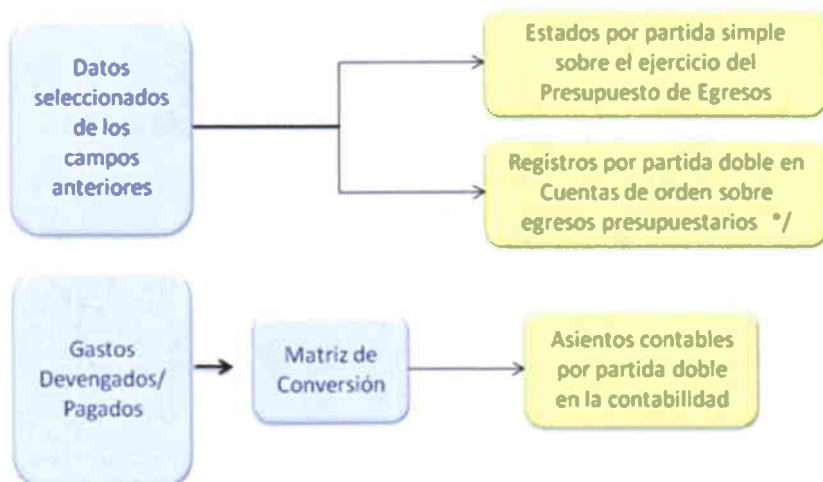 Datos
seleccionados
de los
campos
anteriores
Estados por partida simple
sobre el ejercicio del
Presupuesto de Egresos
Registros por partida doble en
Cuentas de orden sobre
egresos presupuestarios */
Gastos
Devengados/
Pagados
Matriz de
Conversión
Asientos contables
por partida doble
en la contabilidad